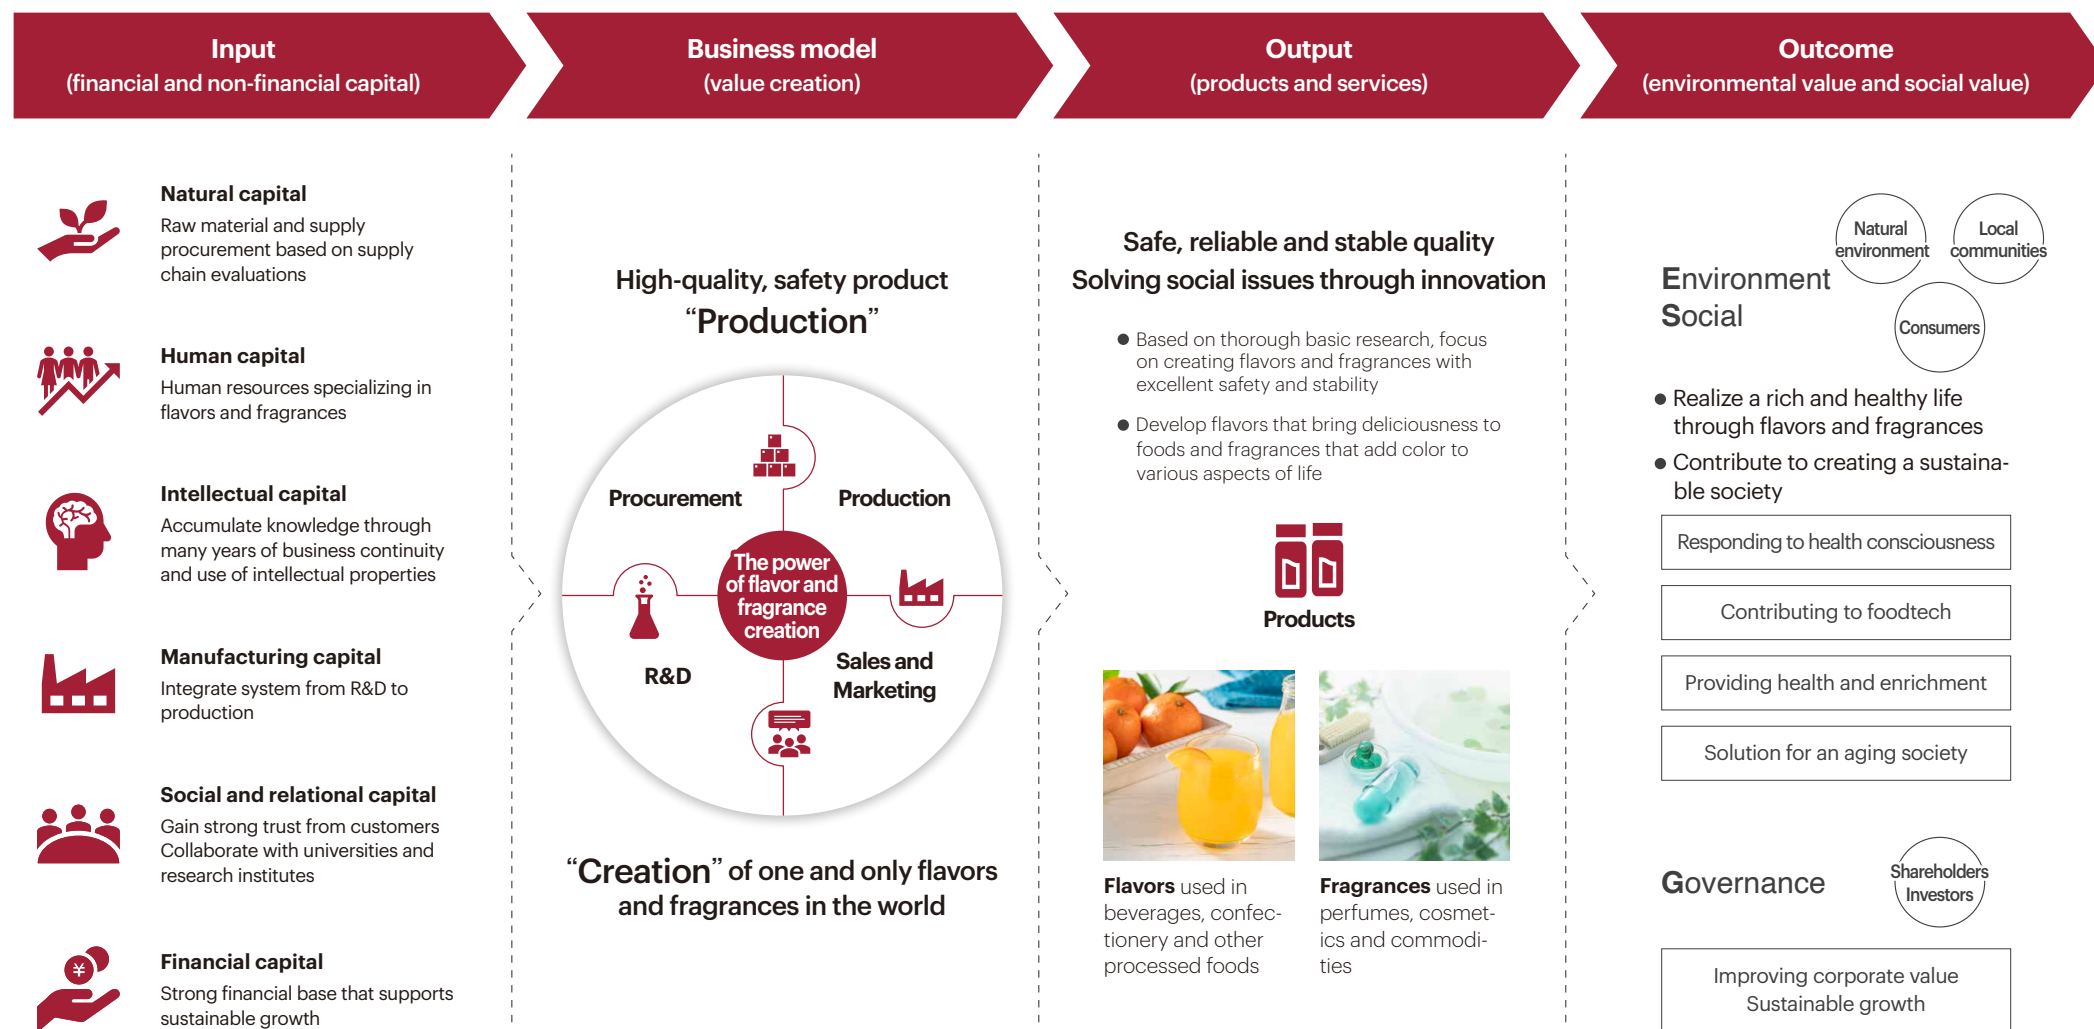 Input
(financial and non-financial capital)
Business model
(value creation)
Output
(products and services)
Outcome
(environmental value and social value)
Natural capital
Raw material and supply
procurement based on supply
chain evaluations
Human capital
Human resources specializing in
flavors and fragrances
Intellectual capital
Accumulate knowledge through
many years of business continuity
and use of intellectual properties
Manufacturing capital
Integrate system from R&D to
production
Social and relational capital
Gain strong trust from customers
Collaborate with universities and
research institutes
Financial capital
¥
Strong financial base that supports
sustainable growth
High-quality, safety product
“Production”
Procurement
Production
The power
of flavor and
fragrance
creation
R&D
Sales and
Marketing
“Creation” of one and only flavors
and fragrances in the world
Safe, reliable and stable quality
Solving social issues through innovation
● Based on thorough basic research, focus
on creating flavors and fragrances with
excellent safety and stability
● Develop flavors that bring deliciousness to
foods and fragrances that add color to
various aspects of life
Products
Flavors used in
beverages, confec-
tionery and other
processed foods
Fragrances used in
perfumes, cosmet-
ics and commodi-
ties
Environment
Social
Natural
environment
Local
communities
Consumers
● Realize a rich and healthy life
through flavors and fragrances
● Contribute to creating a sustaina-
ble society
Responding to health consciousness
Contributing to foodtech
Providing health and enrichment
Solution for an aging society
Governance
Shareholders
Investors
Improving corporate value
Sustainable growth